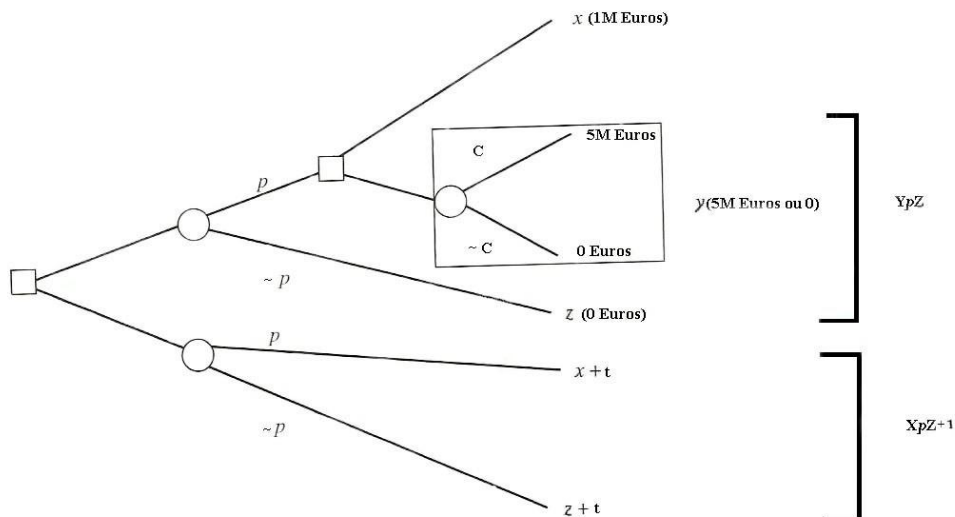 x (1M Euros)
5M Euros
C
p
y (5M Euros ou 0)
YpZ
~ C
0 Euros
~ p
z (0 Euros)
p
x + t
XpZ+1
~ p
z + t